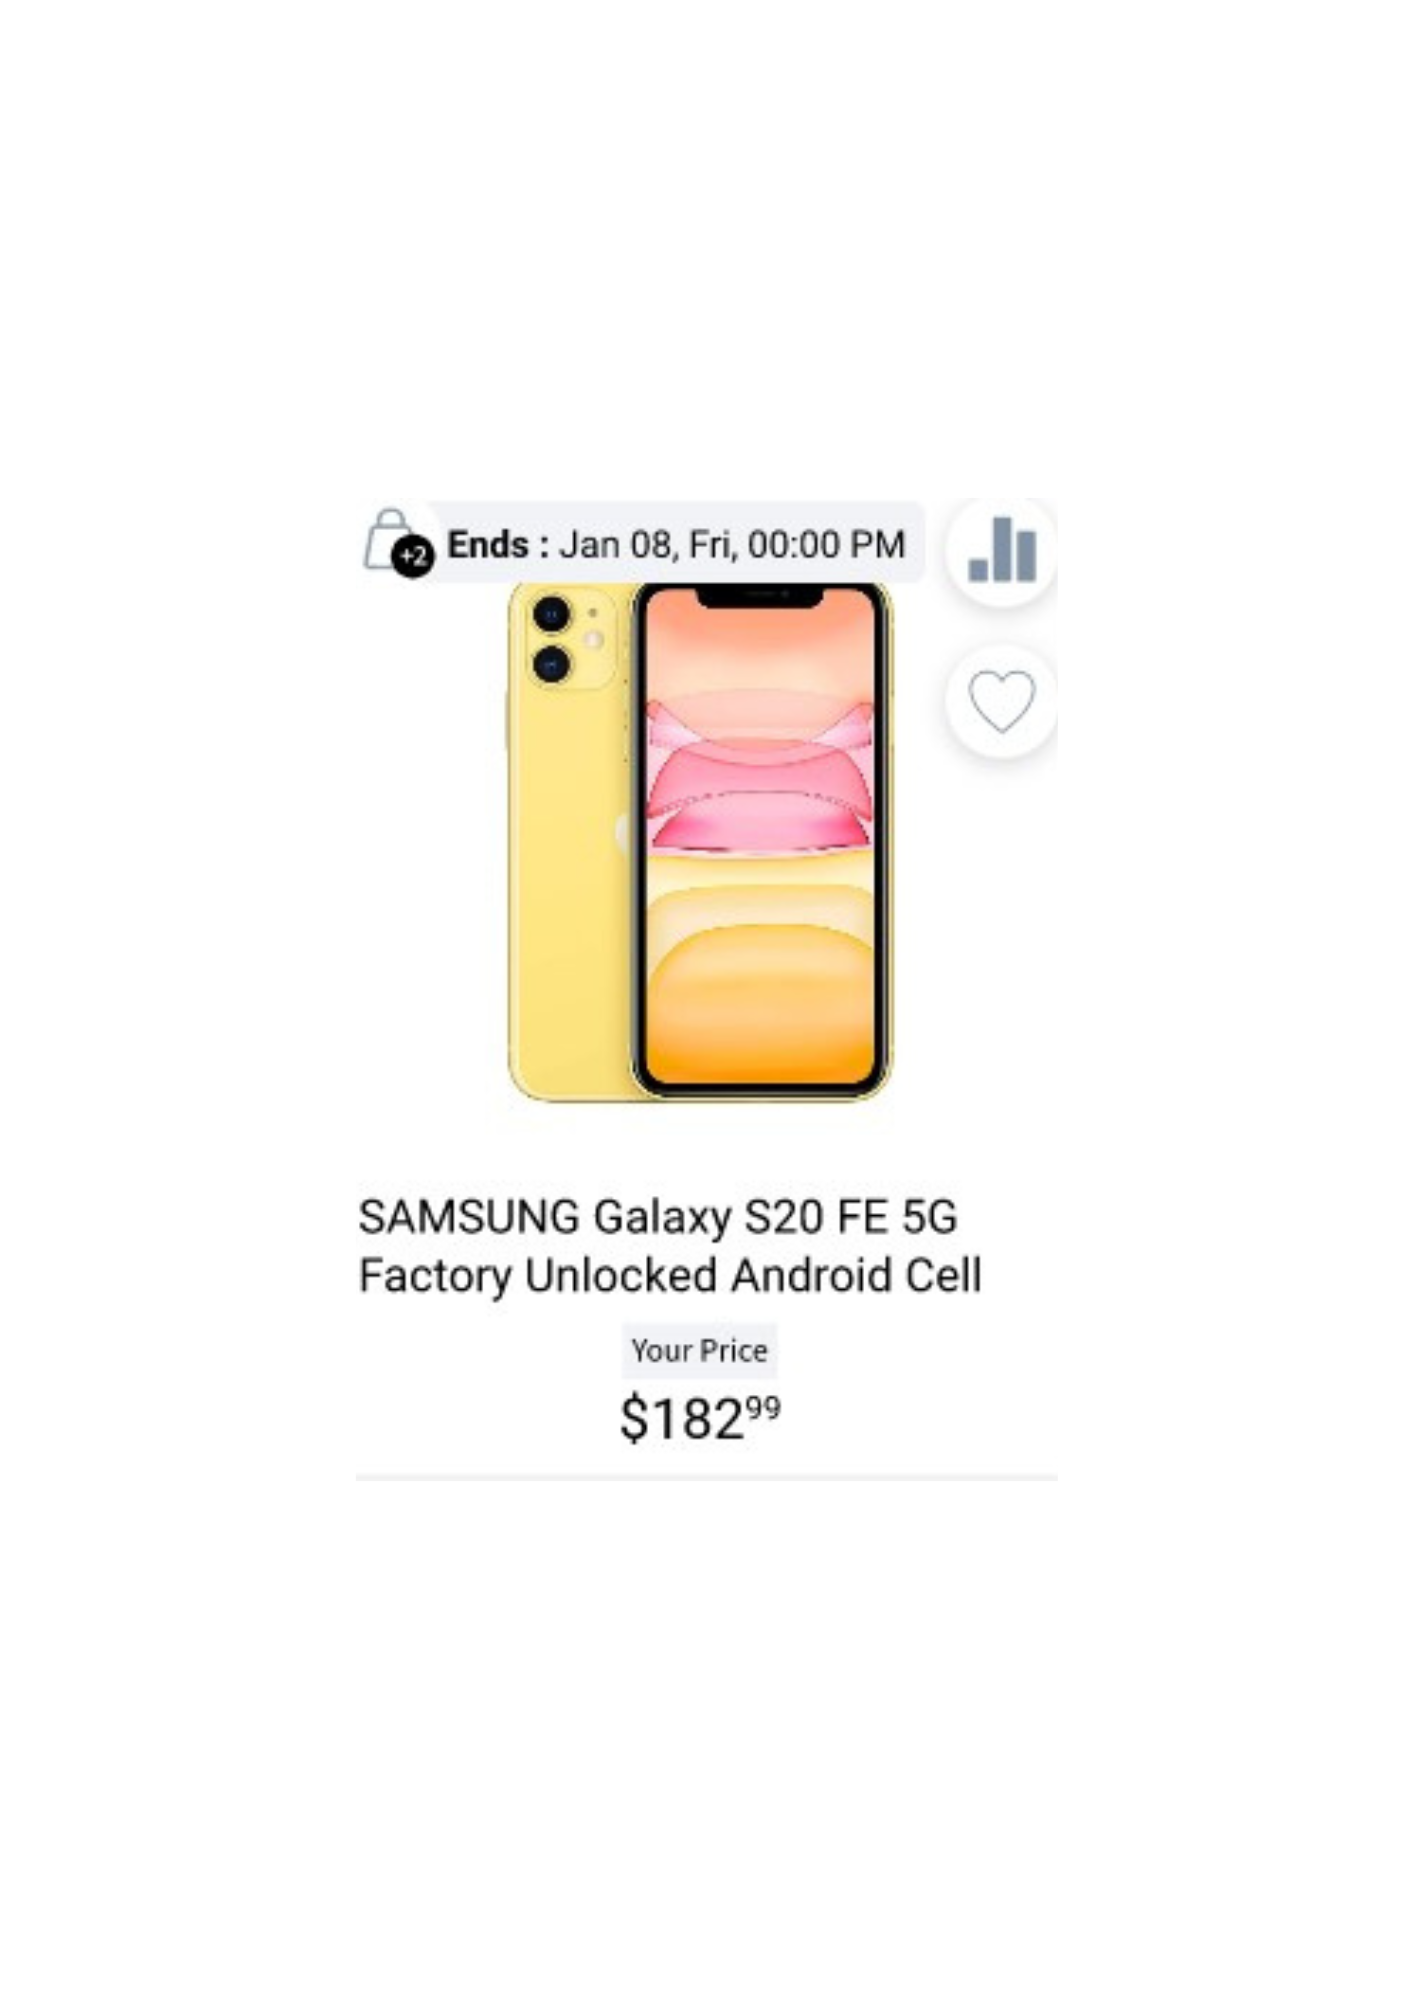 +2
Ends : Jan 08, Fri, 00:00 PM
SAMSUNG Galaxy S20 FE 5G
Factory Unlocked Android Cell
Your Price
$182⁹⁹